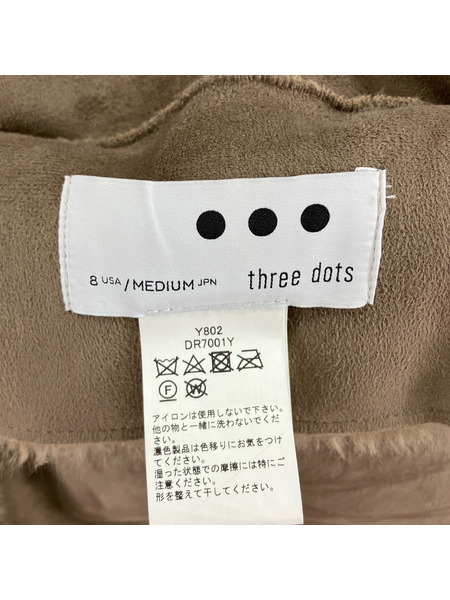 8 USA / MEDIUM JPN
three dots
Y802
DR7001Y
F
W
アイロンは使用しないで下さい。
他の物と一緒に洗わないでくだ
さい。
濃色製品は色移りにお気をつけ
てください。
湿った状態での摩擦には特にご
注意ください。
形を整えて干してください。